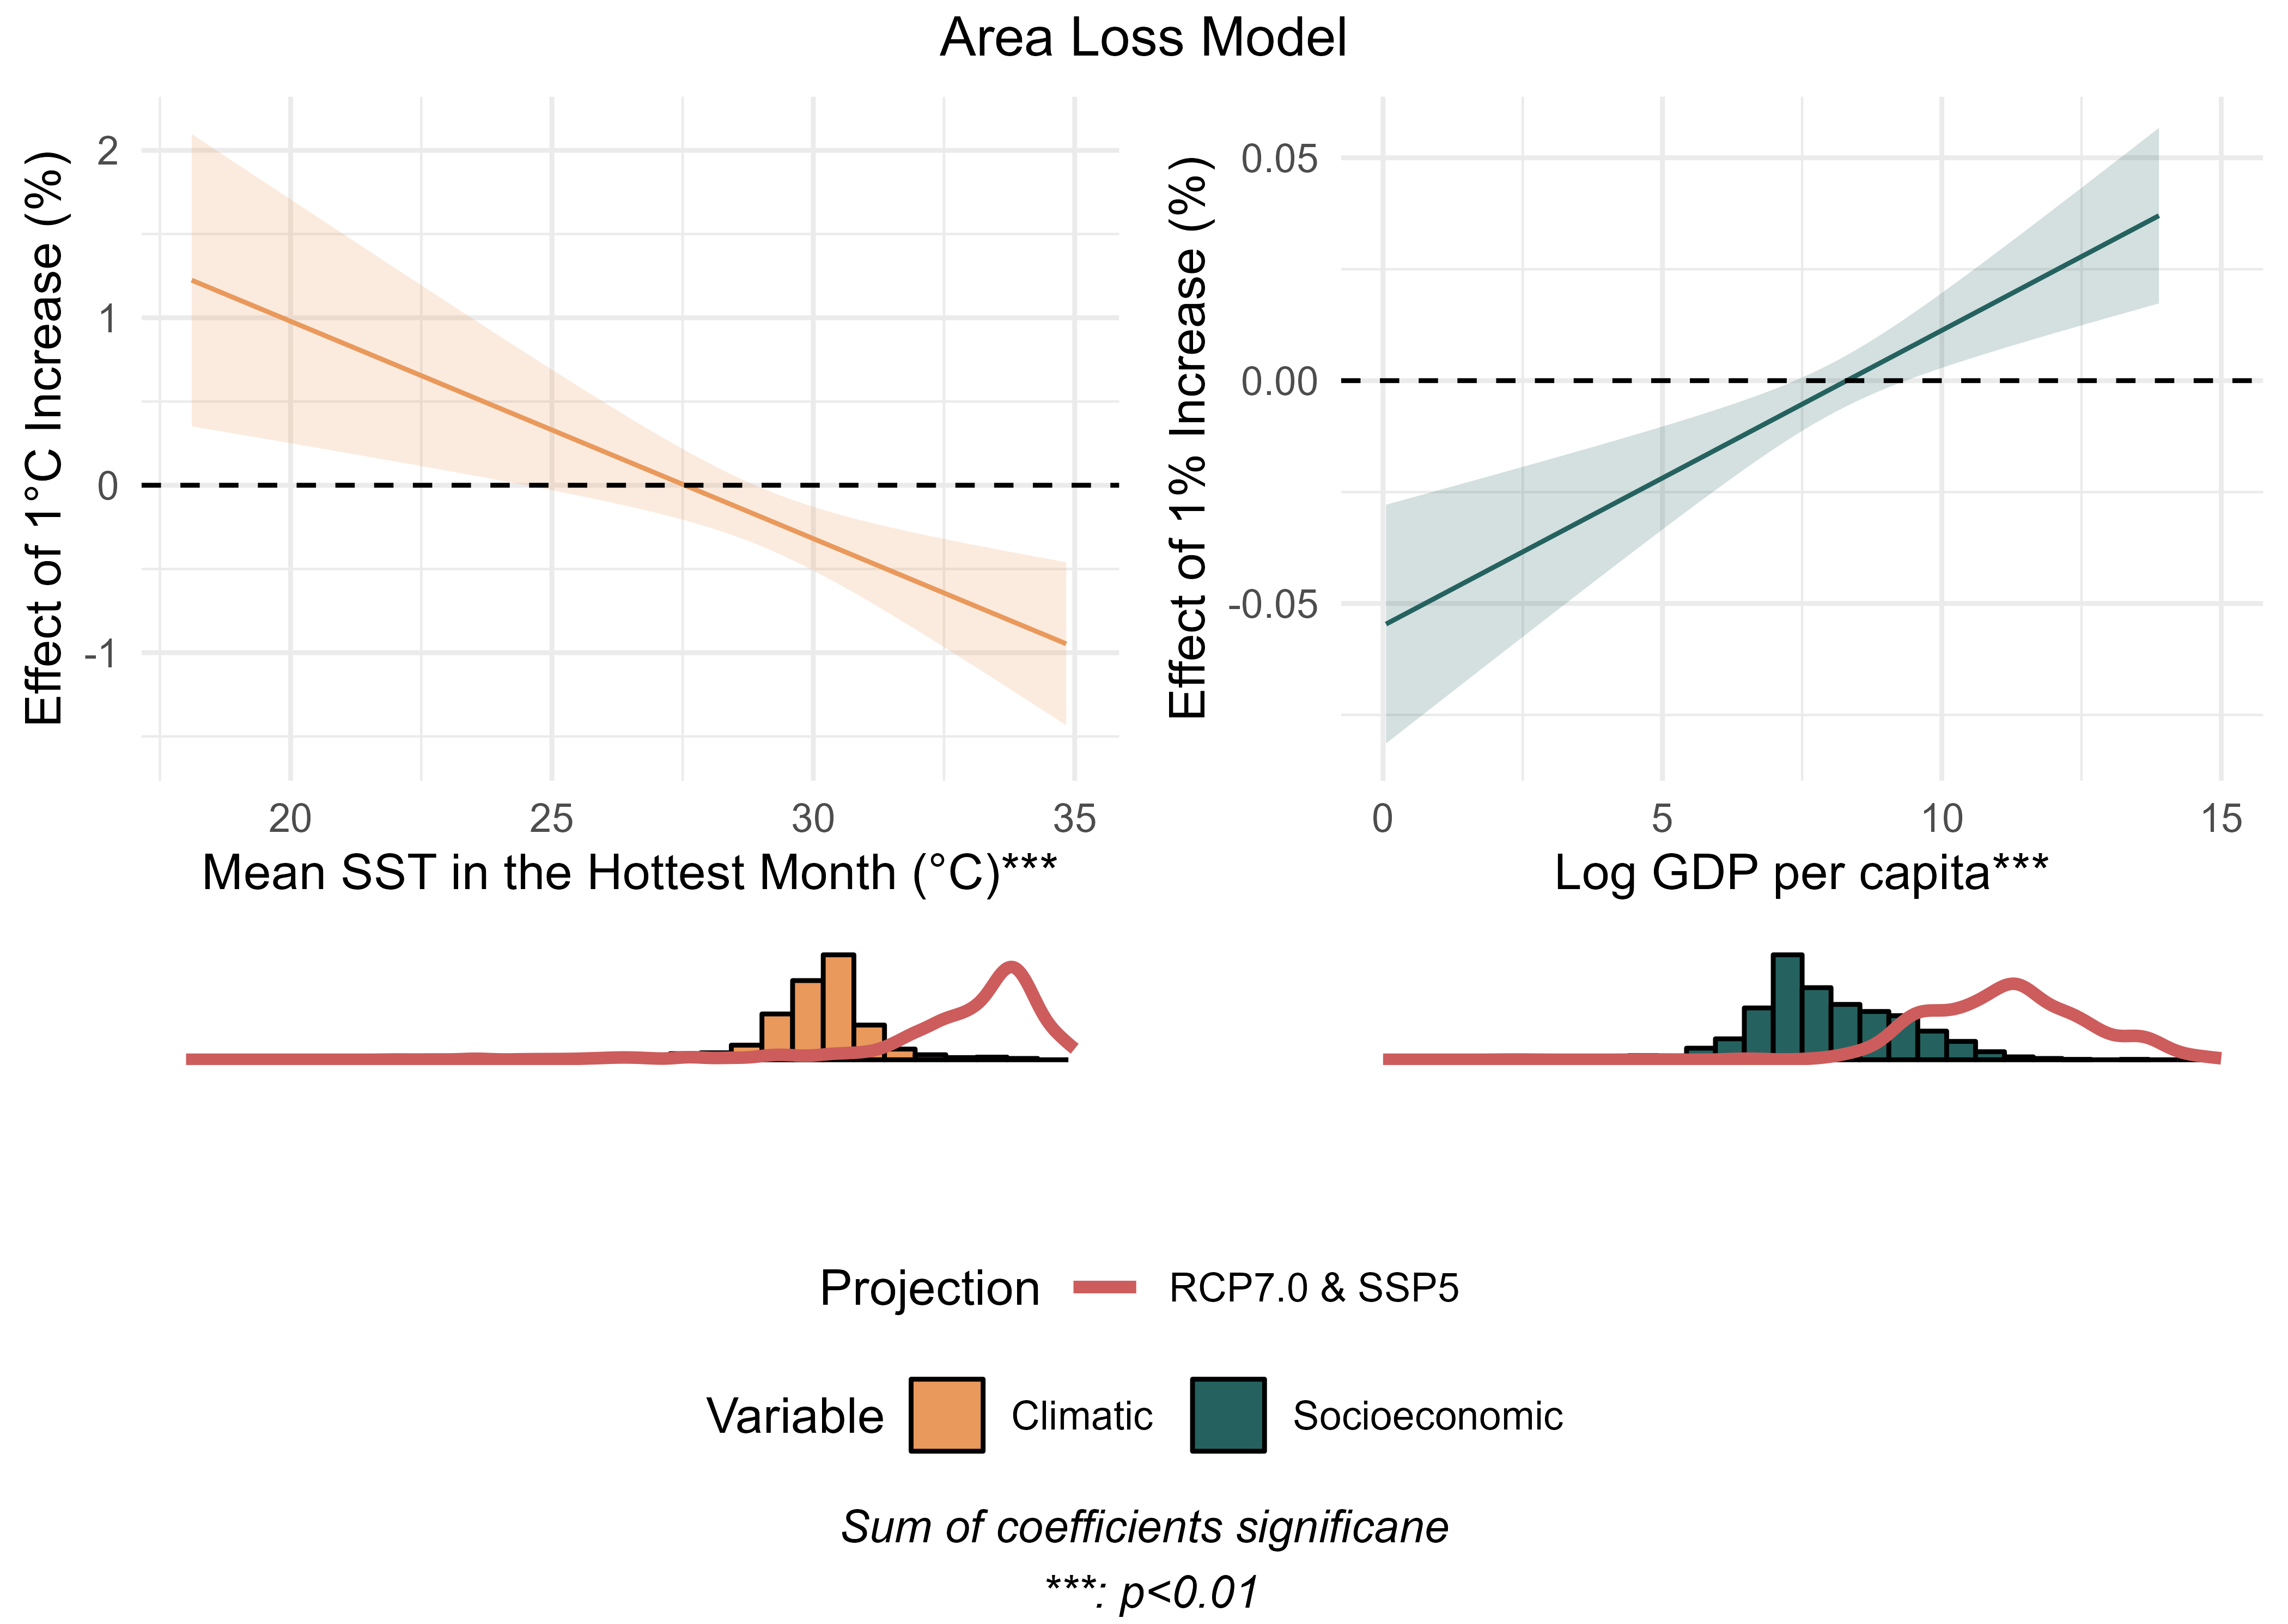 Area Loss Model
Effect of 1°C Increase (%)
2
1
0
-1
20 25 30 35
Mean SST in the Hottest Month (°C)***
Effect of 1% Increase (%)
0.05
0.00
-0.05
0 5 10 15
Log GDP per capita***
Projection RCP7.0 & SSP5
Variable Climatic Socioeconomic
Sum of coefficients significane
***: p<0.01